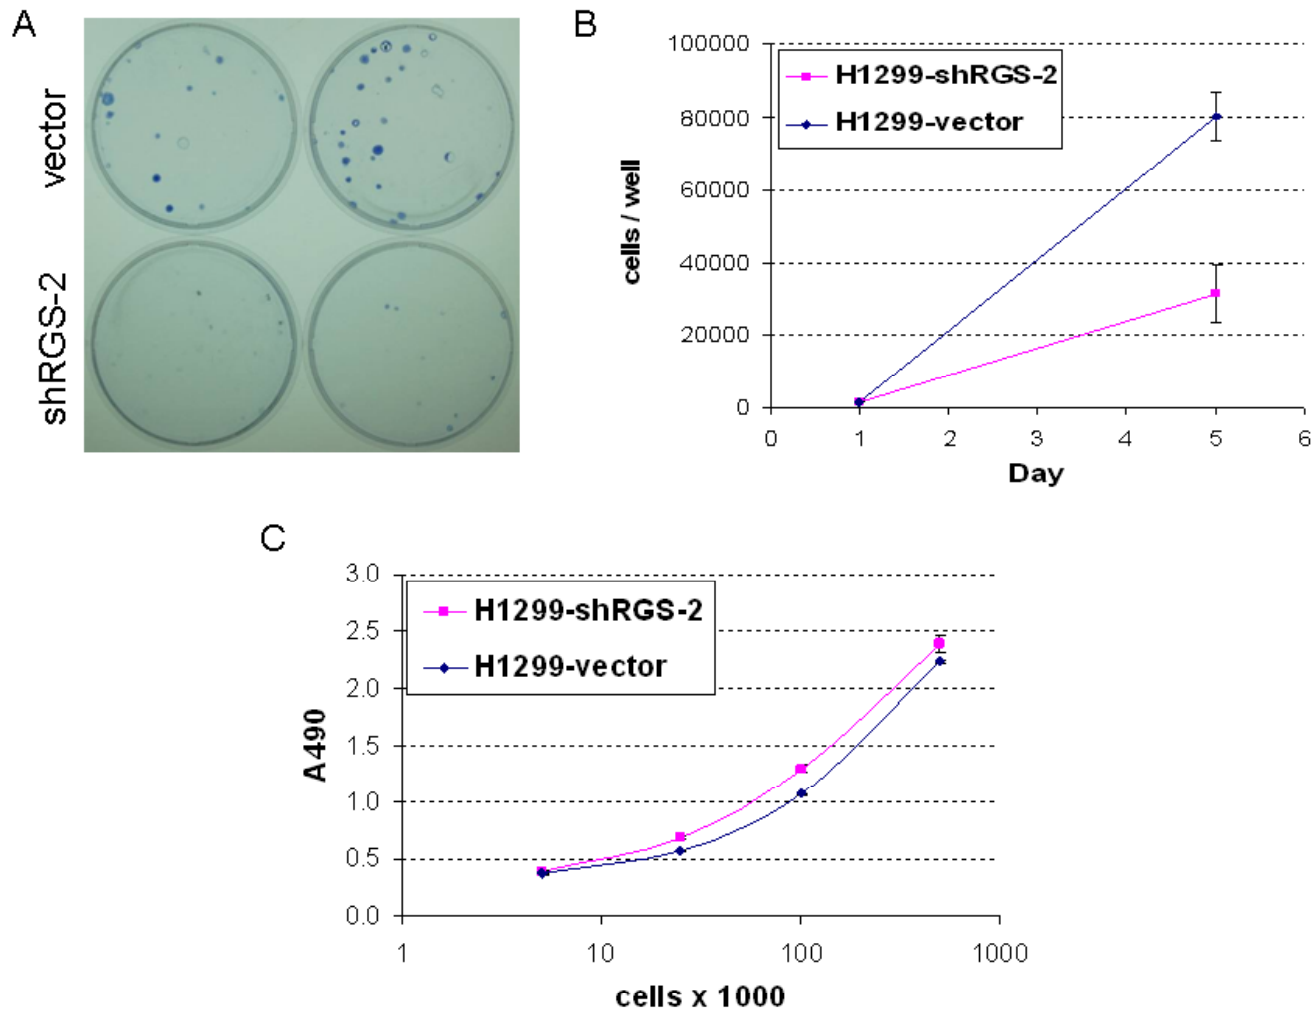 A
vector
shRGS-2
B
100000
80000
60000
40000
20000
0
cells / well
H1299-shRGS-2
H1299-vector
0 1 2 3 4 5 6
Day
C
3.0
2.5
2.0
1.5
1.0
0.5
0.0
A490
H1299-shRGS-2
H1299-vector
1 10 100 1000
cells x 1000